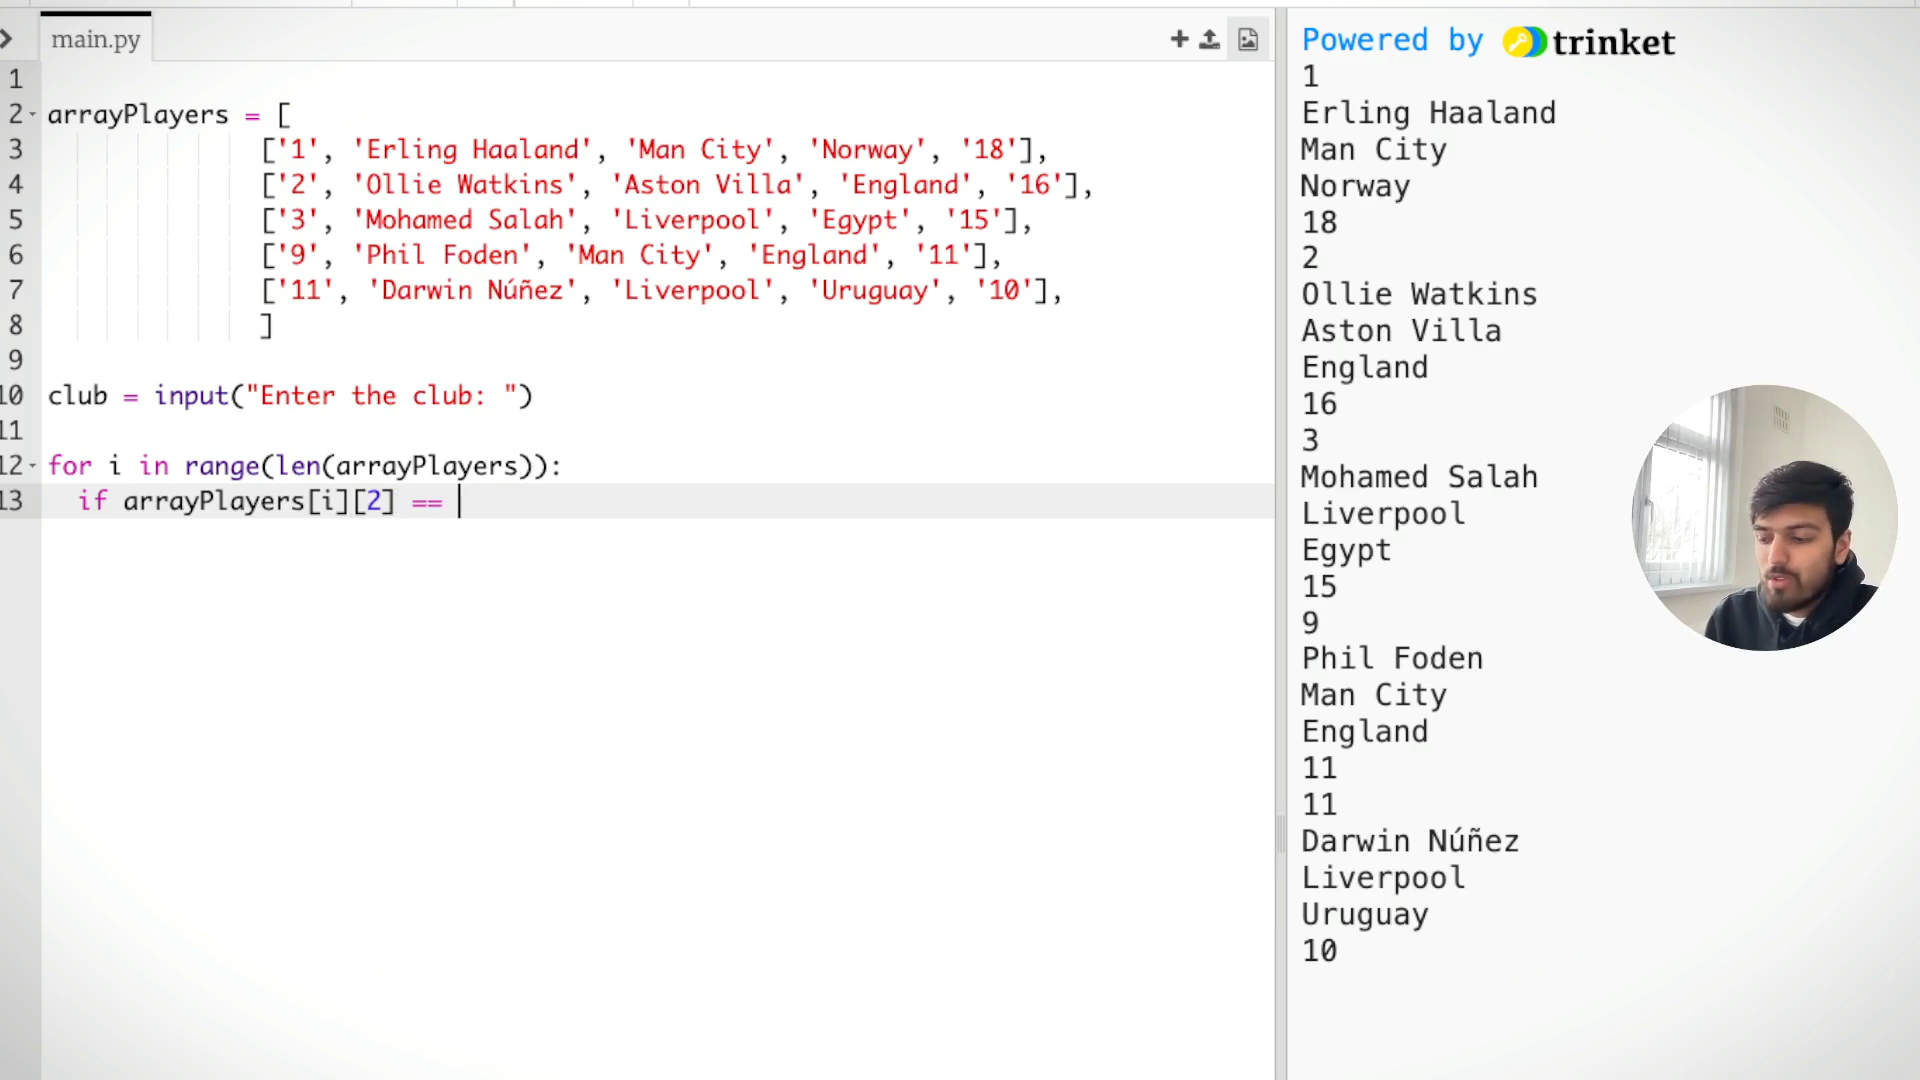 main.py
1
2 arrayPlayers = [
3 ['1', 'Erling Haaland', 'Man City', 'Norway', '18'],
4 ['2', 'Ollie Watkins', 'Aston Villa', 'England', '16'],
5 ['3', 'Mohamed Salah', 'Liverpool', 'Egypt', '15'],
6 ['9', 'Phil Foden', 'Man City', 'England', '11'],
7 ['11', 'Darwin Núñez', 'Liverpool', 'Uruguay', '10'],
8 ]
9
10 club = input("Enter the club: ")
11
12 for i in range(len(arrayPlayers)):
13 if arrayPlayers[i][2] ==
Powered by trinket
1
Erling Haaland
Man City
Norway
18
2
Ollie Watkins
Aston Villa
England
16
3
Mohamed Salah
Liverpool
Egypt
15
9
Phil Foden
Man City
England
11
11
Darwin Núñez
Liverpool
Uruguay
10